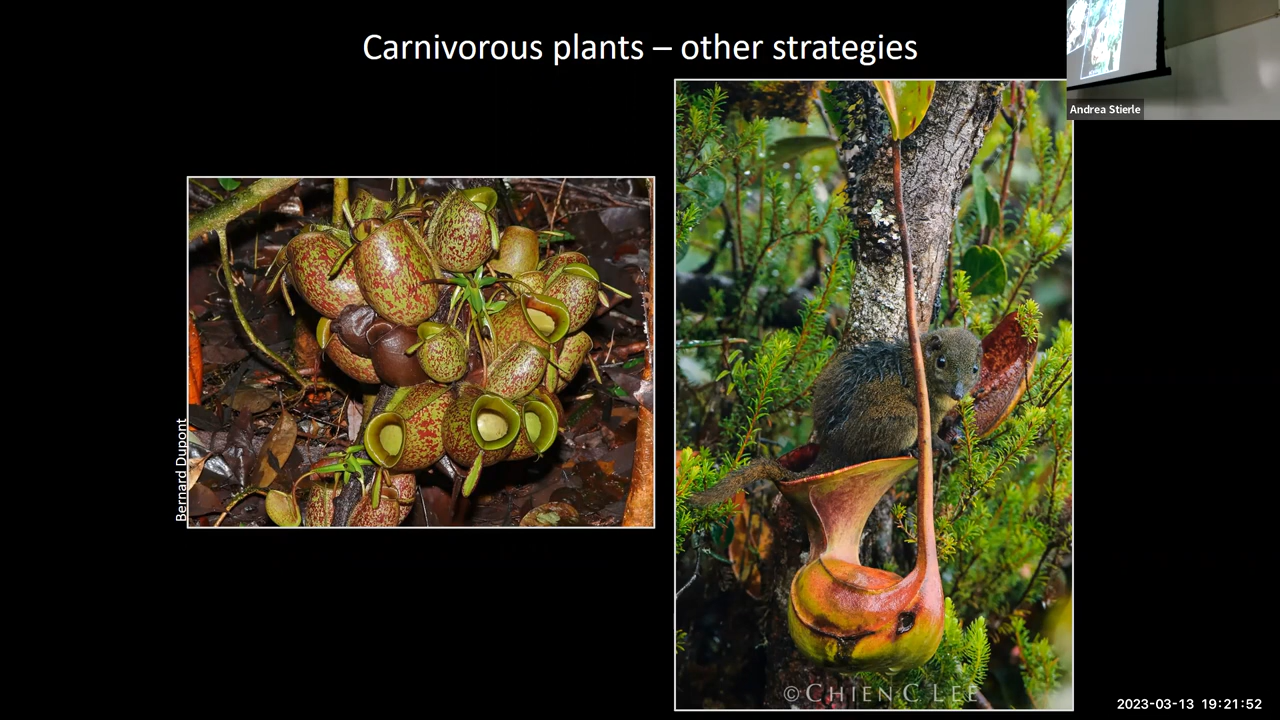 Carnivorous plants – other strategies
Andrea Stierle
Bernard Dupont
©CHIEN C. LEE
2023-03-13 19:21:52